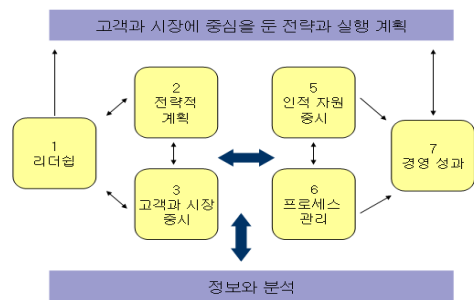 고객과 시장에 중심을 둔 전략과 실행 계획
1
리더쉽
2
전략적
계획
3
고객과 시장
중시
5
인적 자원
중시
6
프로세스
관리
7
경영 성과
정보와 분석